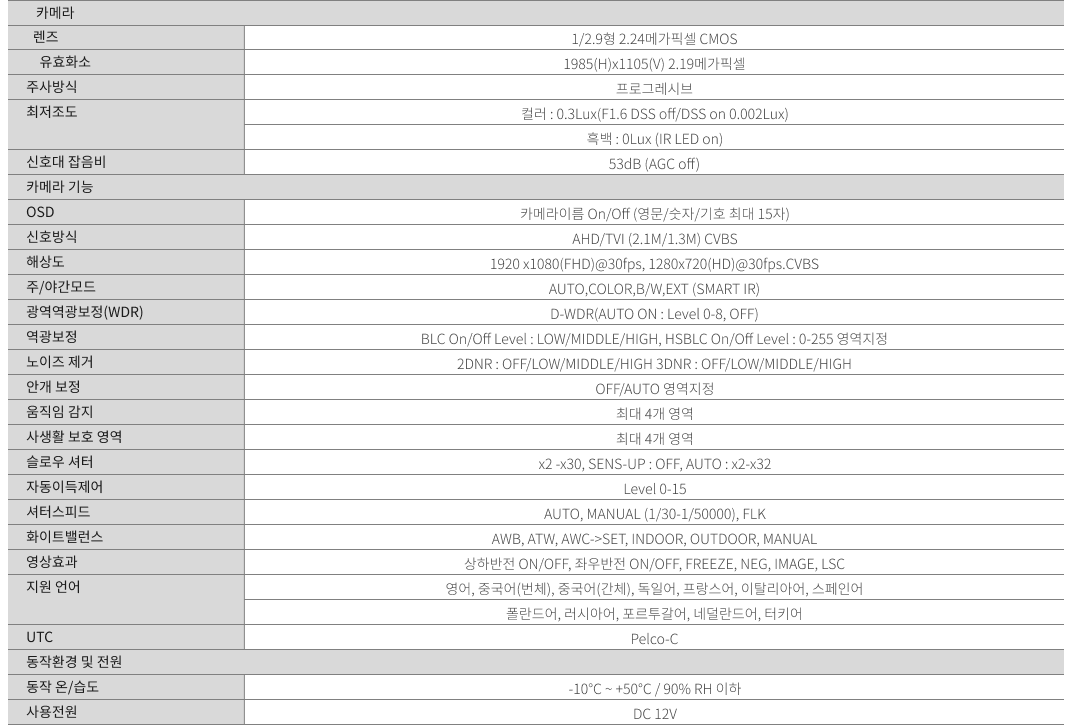 카메라
렌즈 1/2.9형 2.24메가픽셀 CMOS
유효화소 1985(H)x1105(V) 2.19메가픽셀
주사방식 프로그레시브
최저조도 컬러 : 0.3Lux(F1.6 DSS off/DSS on 0.002Lux)
흑백 : 0Lux (IR LED on)
신호대 잡음비 53dB (AGC off)
카메라 기능
OSD 카메라이름 On/Off (영문/숫자/기호 최대 15자)
신호방식 AHD/TVI (2.1M/1.3M) CVBS
해상도 1920 x1080(FHD)@30fps, 1280x720(HD)@30fps.CVBS
주/야간모드 AUTO,COLOR,B/W,EXT (SMART IR)
광역역광보정(WDR) D-WDR(AUTO ON : Level 0-8, OFF)
역광보정 BLC On/Off Level : LOW/MIDDLE/HIGH, HSBLC On/Off Level : 0-255 영역지정
노이즈 제거 2DNR : OFF/LOW/MIDDLE/HIGH 3DNR : OFF/LOW/MIDDLE/HIGH
안개 보정 OFF/AUTO 영역지정
움직임 감지 최대 4개 영역
사생활 보호 영역 최대 4개 영역
슬로우 셔터 x2 -x30, SENS-UP : OFF, AUTO : x2-x32
자동이득제어 Level 0-15
셔터스피드 AUTO, MANUAL (1/30-1/50000), FLK
화이트밸런스 AWB, ATW, AWC->SET, INDOOR, OUTDOOR, MANUAL
영상효과 상하반전 ON/OFF, 좌우반전 ON/OFF, FREEZE, NEG, IMAGE, LSC
지원 언어 영어, 중국어(번체), 중국어(간체), 독일어, 프랑스어, 이탈리아어, 스페인어
폴란드어, 러시아어, 포르투갈어, 네덜란드어, 터키어
UTC Pelco-C
동작환경 및 전원
동작 온/습도 -10°C ~ +50°C / 90% RH 이하
사용전원 DC 12V